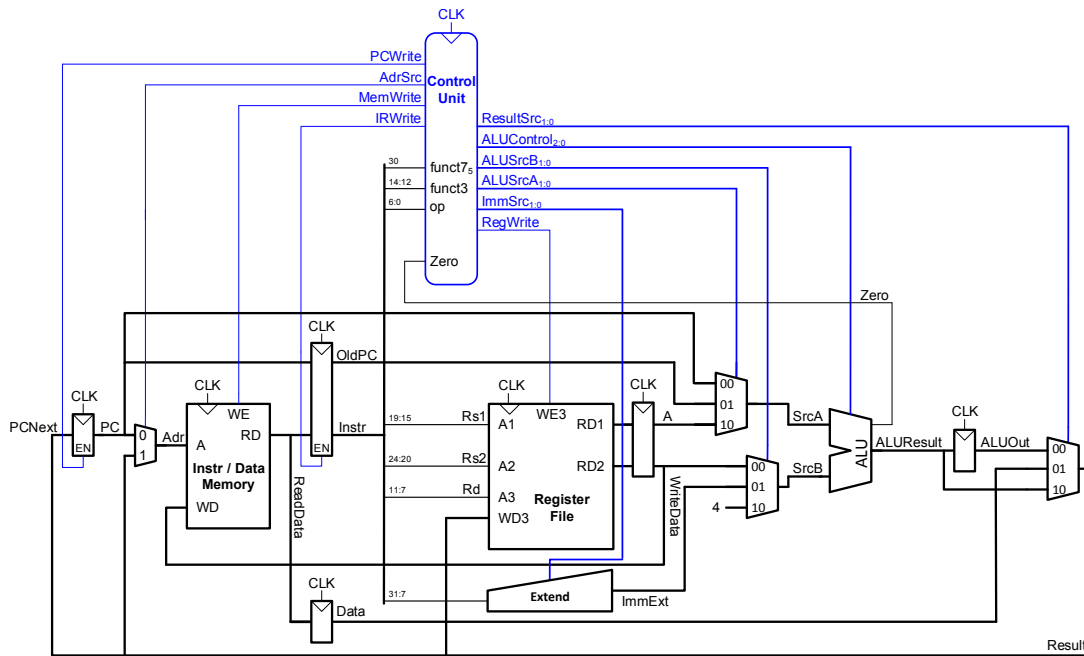 CLK
PCWrite
AdrSrc
MemWrite
IRWrite
Control
Unit
ResultSrc1:0
ALUControl2:0
ALUSrcB1:0
ALUSrcA1:0
ImmSrc1:0
RegWrite
30
funct75
14:12
funct3
6:0
op
Zero
Zero
CLK
OldPC
CLK
CLK
CLK
CLK
CLK
PCNext
PC
EN
0
1
Adr
WE
A
RD
Instr / Data
Memory
WD
ReadData
EN
Instr
19:15
Rs1
A1
WE3
RD1
A
24:20
Rs2
A2
RD2
11:7
Rd
A3
Register
File
WD3
WriteData
00
01
10
SrcA
00
01
4
10
SrcB
ALU
ALUResult
CLK
ALUOut
00
01
10
31:7
Extend
ImmExt
CLK
Data
Result